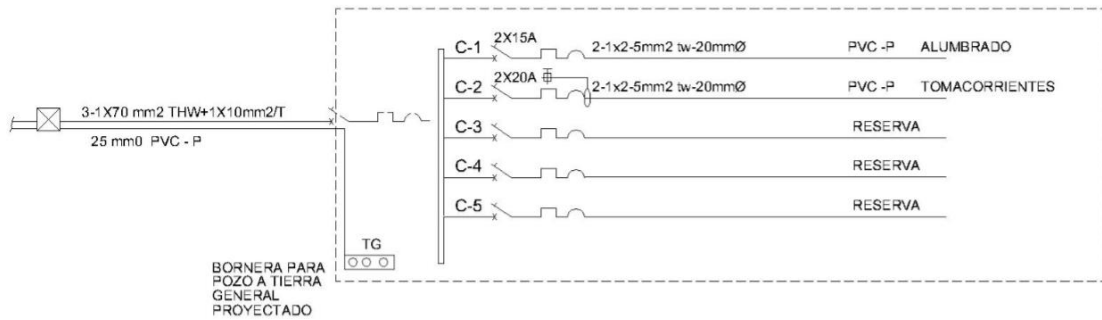 C-1 2X15A 2-1x2-5mm2 tw-20mmØ PVC -P ALUMBRADO
C-2 2X20A 2-1x2-5mm2 tw-20mmØ PVC -P TOMACORRIENTES
3-1X70 mm2 THW+1X10mm2/T
25 mm0 PVC - P
C-3 RESERVA
C-4 RESERVA
C-5 RESERVA
TG
BORNERA PARA
POZO A TIERRA
GENERAL
PROYECTADO